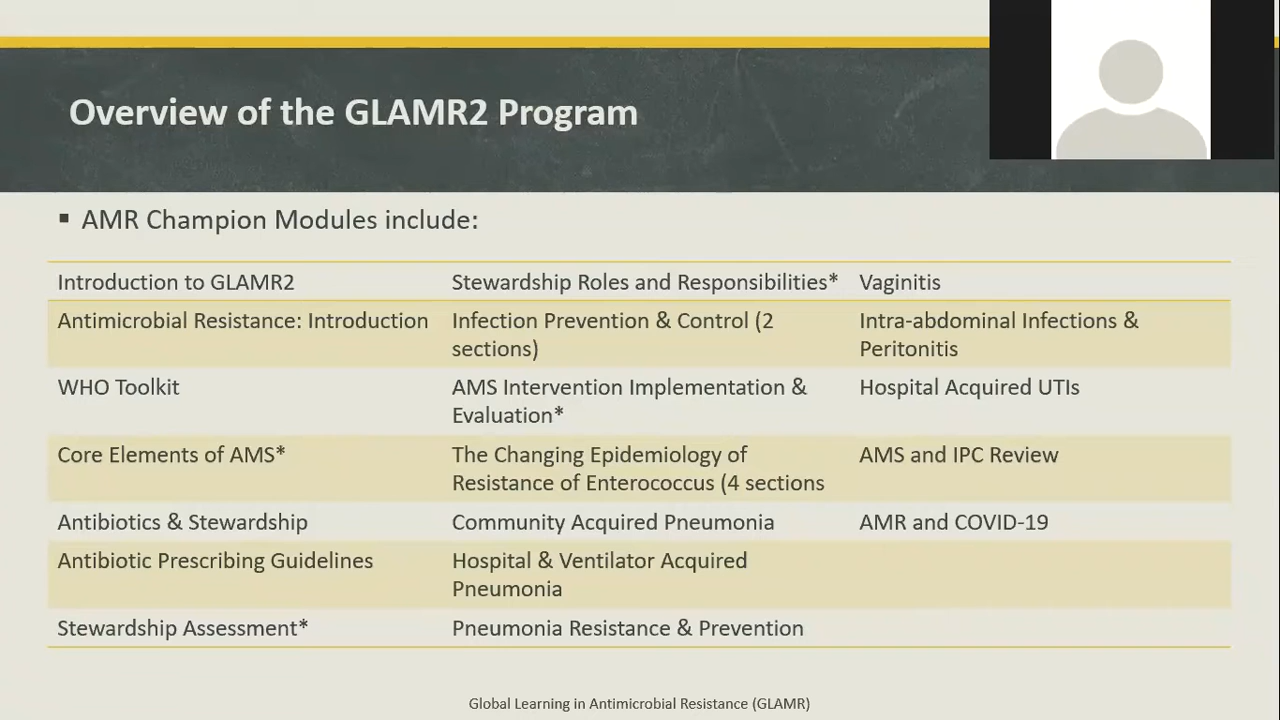 Overview of the GLAMR2 Program
▪ AMR Champion Modules include:
Introduction to GLAMR2
Stewardship Roles and Responsibilities*
Vaginitis
Antimicrobial Resistance: Introduction
Infection Prevention & Control (2
sections)
Intra-abdominal Infections &
Peritonitis
WHO Toolkit
AMS Intervention Implementation &
Evaluation*
Hospital Acquired UTIs
Core Elements of AMS*
The Changing Epidemiology of
Resistance of Enterococcus (4 sections
AMS and IPC Review
Antibiotics & Stewardship
Community Acquired Pneumonia
AMR and COVID-19
Antibiotic Prescribing Guidelines
Hospital & Ventilator Acquired
Pneumonia
Stewardship Assessment*
Pneumonia Resistance & Prevention
Global Learning in Antimicrobial Resistance (GLAMR)